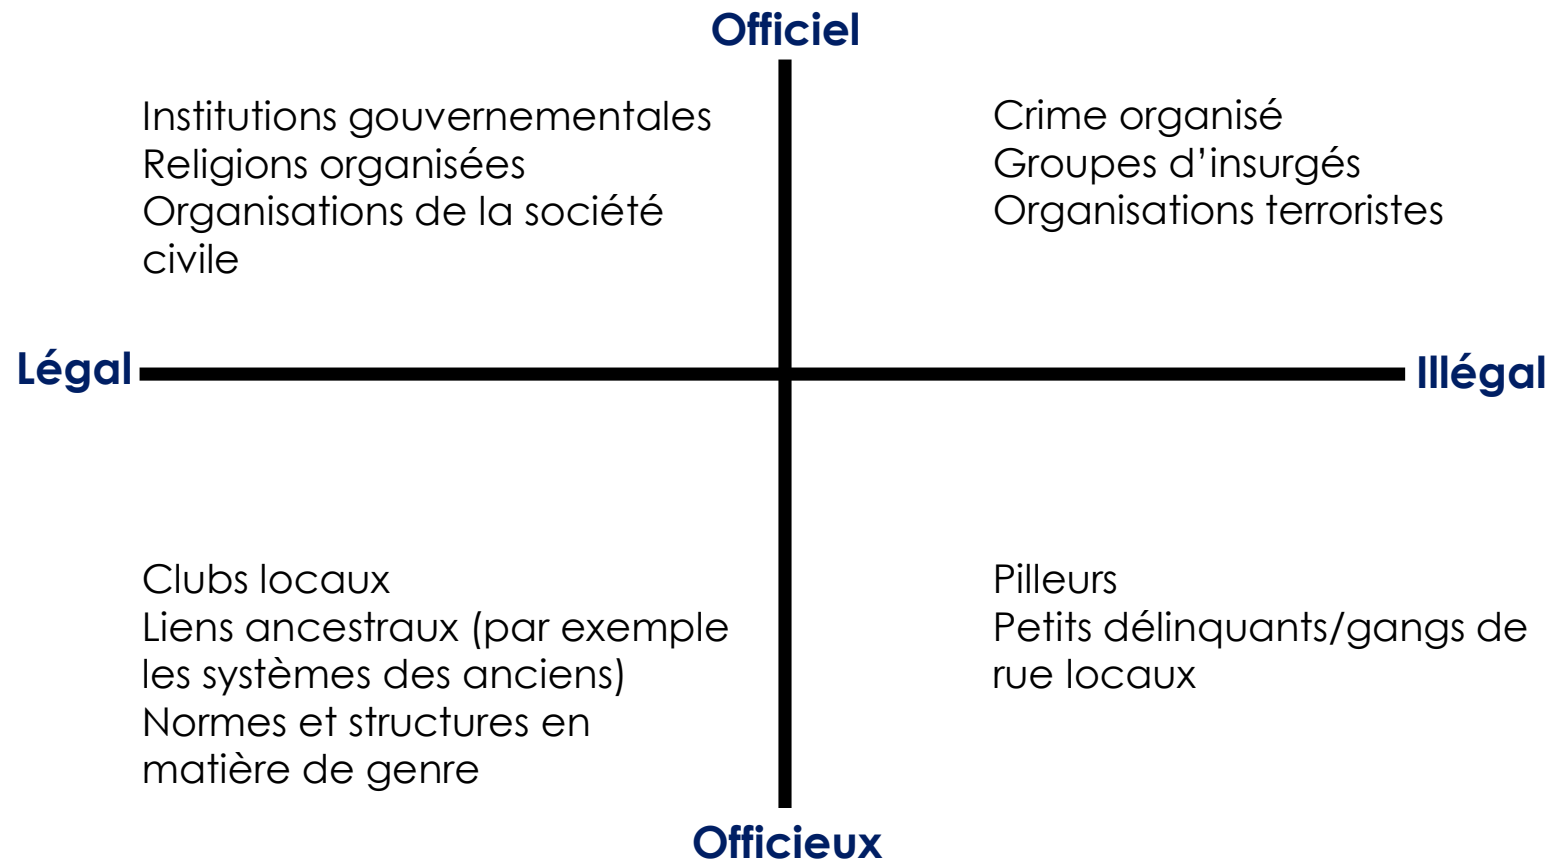 Officiel
Institutions gouvernementales
Religions organisées
Organisations de la société
civile
Crime organisé
Groupes d’insurgés
Organisations terroristes
Légal
Illégal
Clubs locaux
Liens ancestraux (par exemple
les systèmes des anciens)
Normes et structures en
matière de genre
Pilleurs
Petits délinquants/gangs de
rue locaux
Officieux